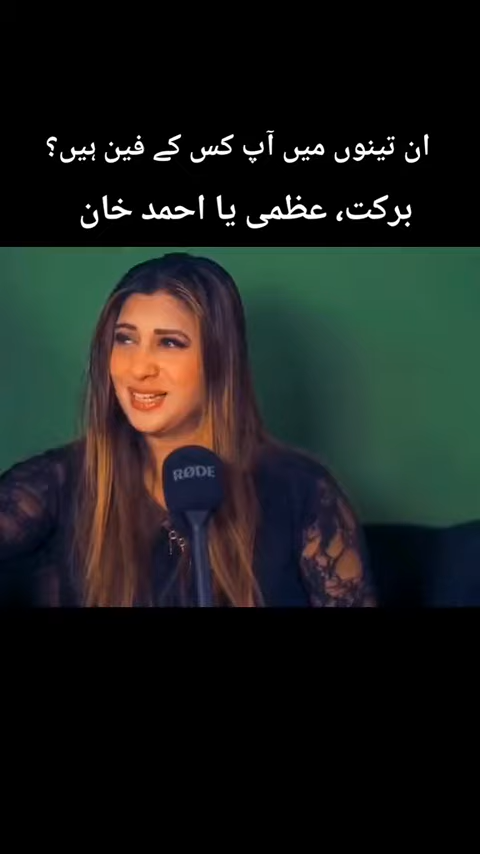 ان تینوں میں آپ کس کے فین ہیں؟
برکت، عظمی یا احمد خان
RØDE